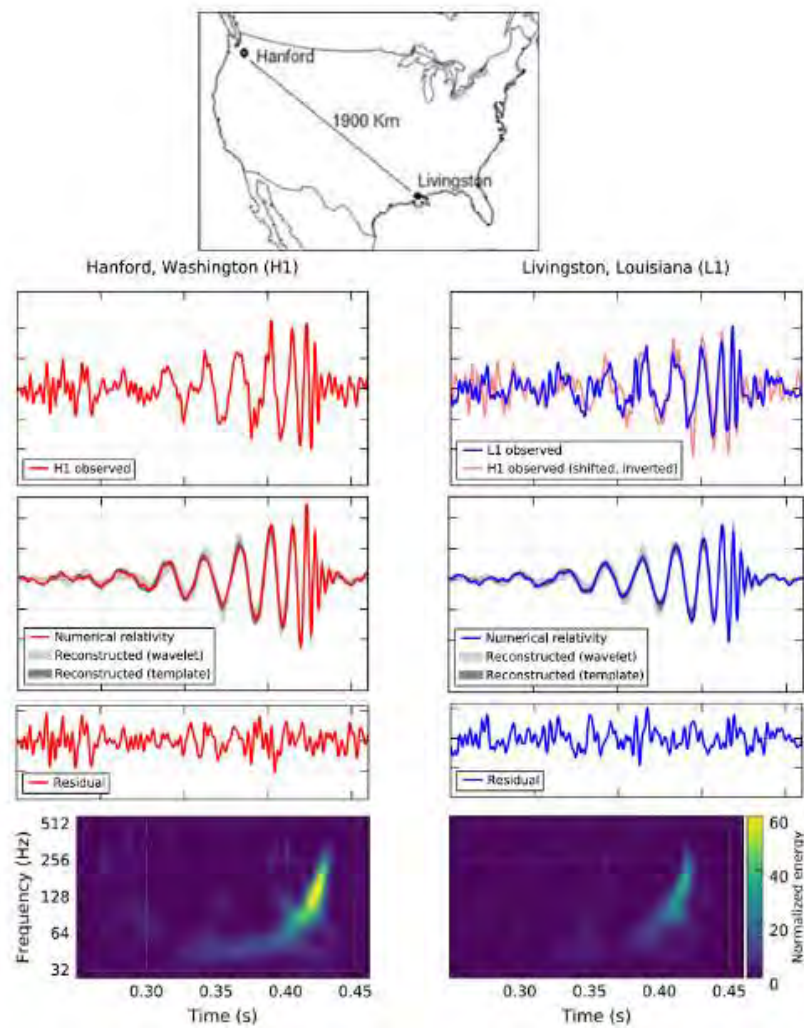 Hanford
1900 Km
Livingston
Hanford, Washington (H1)
Livingston, Louisiana (L1)
H1 observed
L1 observed
H1 observed (shifted, inverted)
Numerical relativity
Reconstructed (wavelet)
Reconstructed (template)
Numerical relativity
Reconstructed (wavelet)
Reconstructed (template)
Residual
Residual
Frequency (Hz)
512
256
128
64
32
0.30
0.35
0.40
0.45
Time (s)
0.30
0.35
0.40
0.45
Time (s)
60
40
20
0
Normalized energy